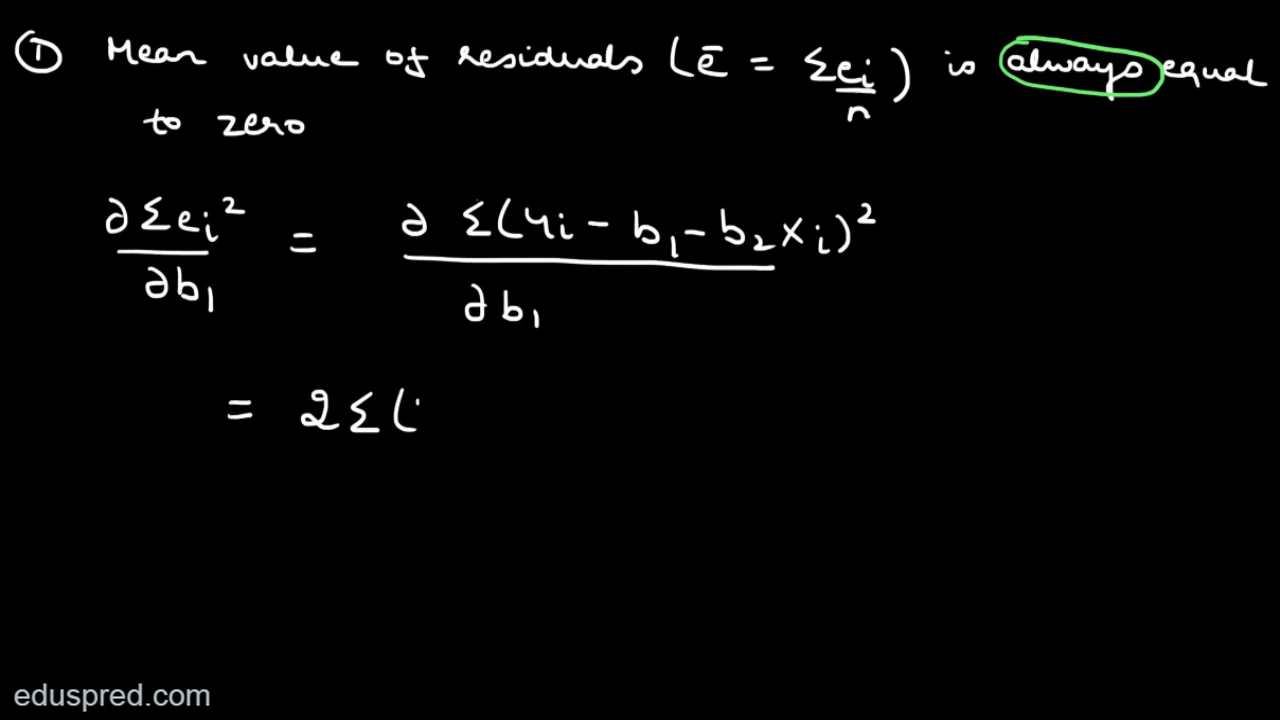 ① Mean value of residuals (ē = Σei/n) is always equal
to zero
∂Σei²/∂b₁ = ∂ Σ(Yi − b₁ − b₂Xi)²/∂b₁
= 2Σ(
eduspred.com